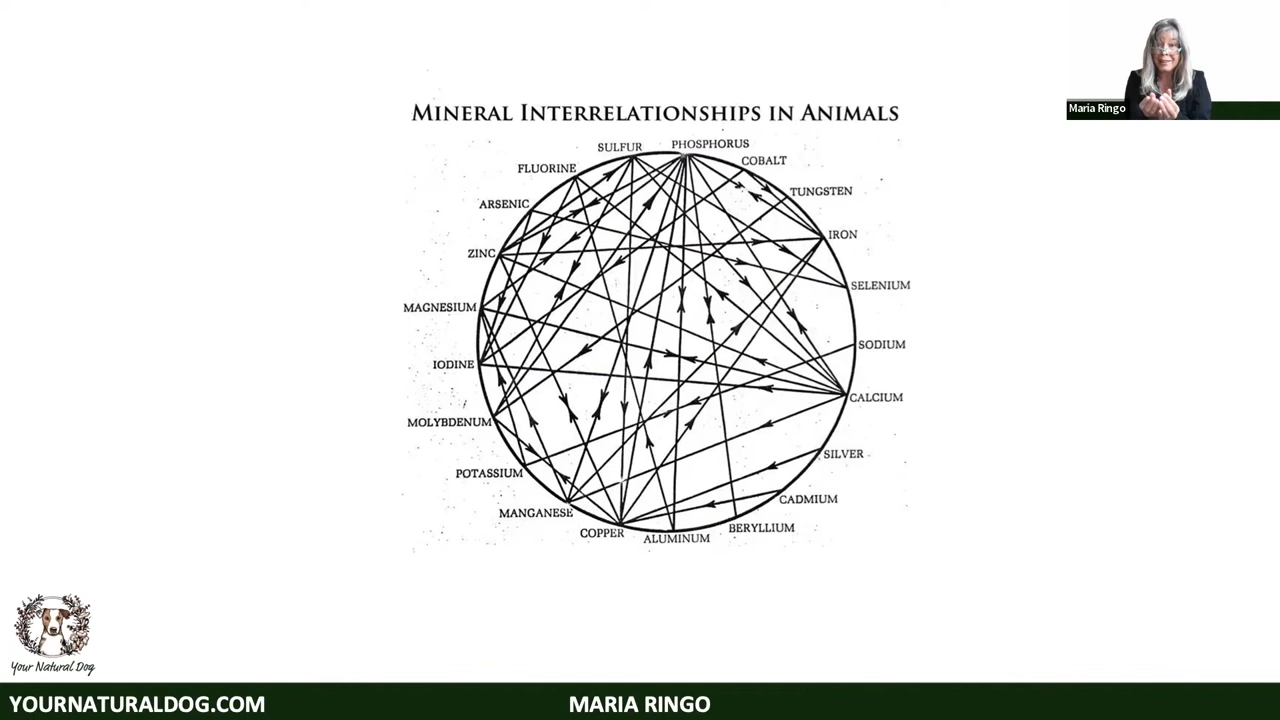 Maria Ringo
MINERAL INTERRELATIONSHIPS IN ANIMALS
SULFUR
PHOSPHORUS
FLUORINE
COBALT
ARSENIC
TUNGSTEN
ZINC
IRON
SELENIUM
MAGNESIUM
SODIUM
IODINE
CALCIUM
MOLYBDENUM
SILVER
POTASSIUM
CADMIUM
MANGANESE
BERYLLIUM
COPPER
ALUMINUM
Your Natural Dog
YOURNATURALDOG.COM
MARIA RINGO